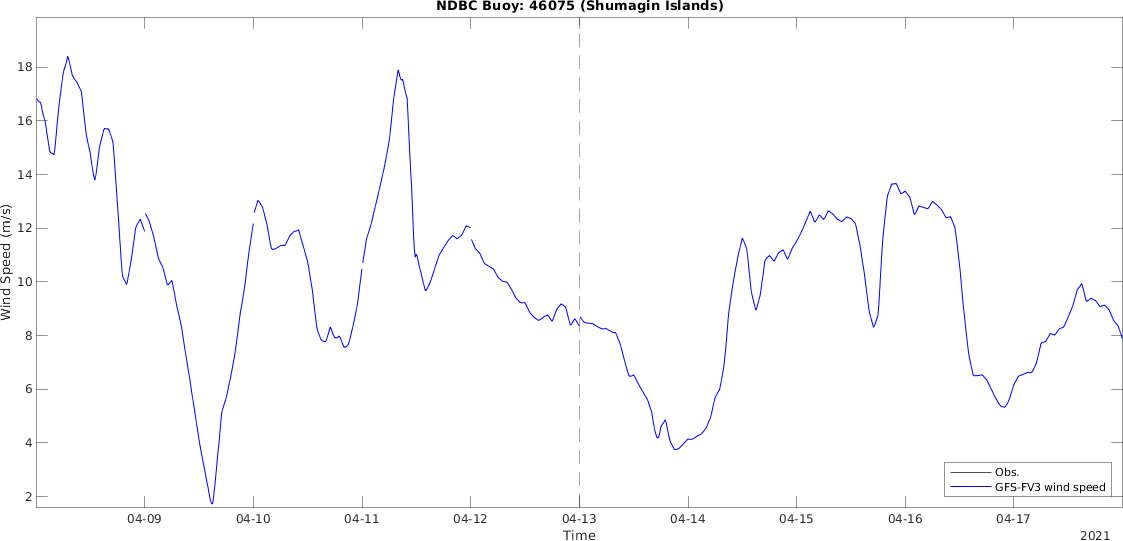 NDBC Buoy: 46075 (Shumagin Islands)
18
16
14
12
10
8
6
4
2
Wind Speed (m/s)
Obs.
GFS-FV3 wind speed
04-09 04-10 04-11 04-12 04-13 04-14 04-15 04-16 04-17
Time
2021